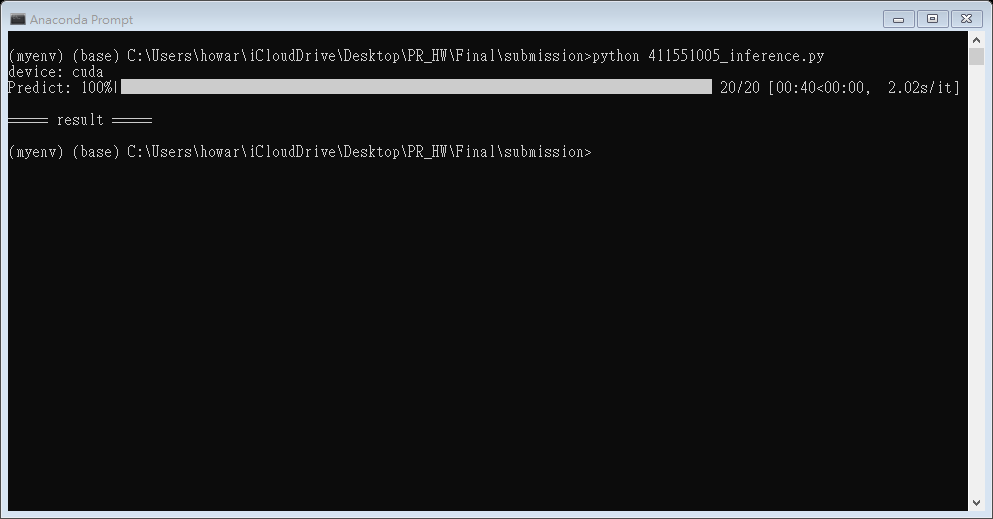 Anaconda Prompt
(myenv) (base) C:\Users\howar\iCloudDrive\Desktop\PR_HW\Final\submission>python 411551005_inference.py
device: cuda
Predict: 100%|██████████| 20/20 [00:40<00:00,  2.02s/it]
===== result =====
(myenv) (base) C:\Users\howar\iCloudDrive\Desktop\PR_HW\Final\submission>